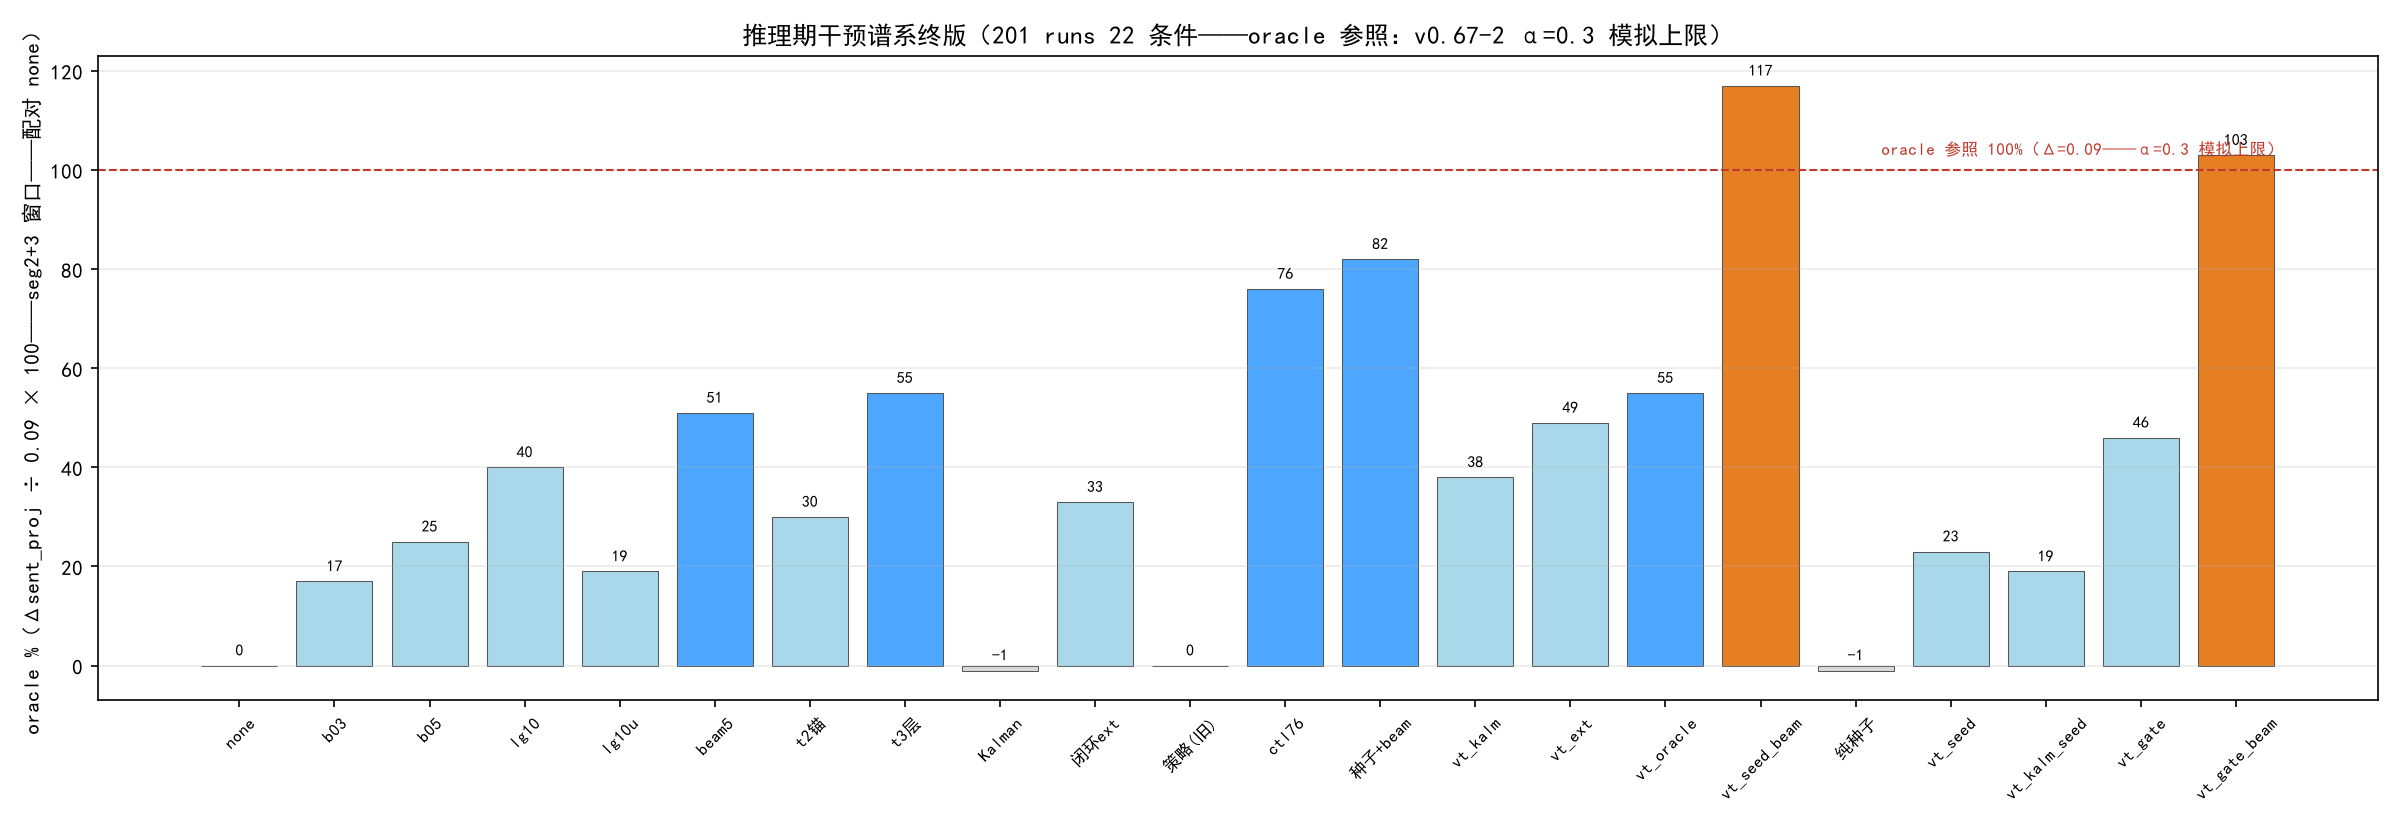 推理期干预谱系终版（201 runs 22 条件——oracle 参照：v0.67-2 α=0.3 模拟上限）
oracle %（Δsent_proj ÷ 0.09 × 100——seg2+3 窗口——配对 none）
120
100
80
60
40
20
0
oracle 参照 100%（Δ=0.09——α=0.3 模拟上限）
0
17
25
40
19
51
30
55
−1
33
0
76
82
38
49
55
117
−1
23
19
46
103
none
b03
b05
lg10
lg10u
beam5
t2锚
t3层
Kalman
闭环ext
策略(旧)
ctl76
种子+beam
vt_kalm
vt_ext
vt_oracle
vt_seed_beam
纯种子
vt_seed
vt_kalm_seed
vt_gate
vt_gate_beam